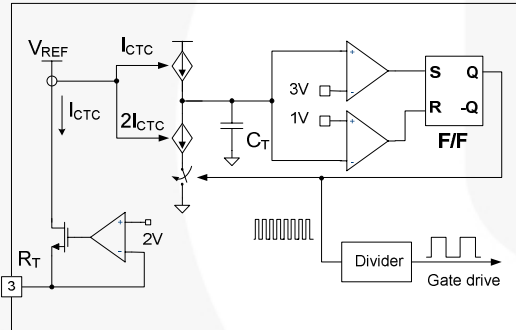 VREF
ICTC
ICTC
2ICTC
CT
3V
1V
S Q
R -Q
F/F
+
-
+
-
+
-
2V
RT
3
Divider
Gate drive